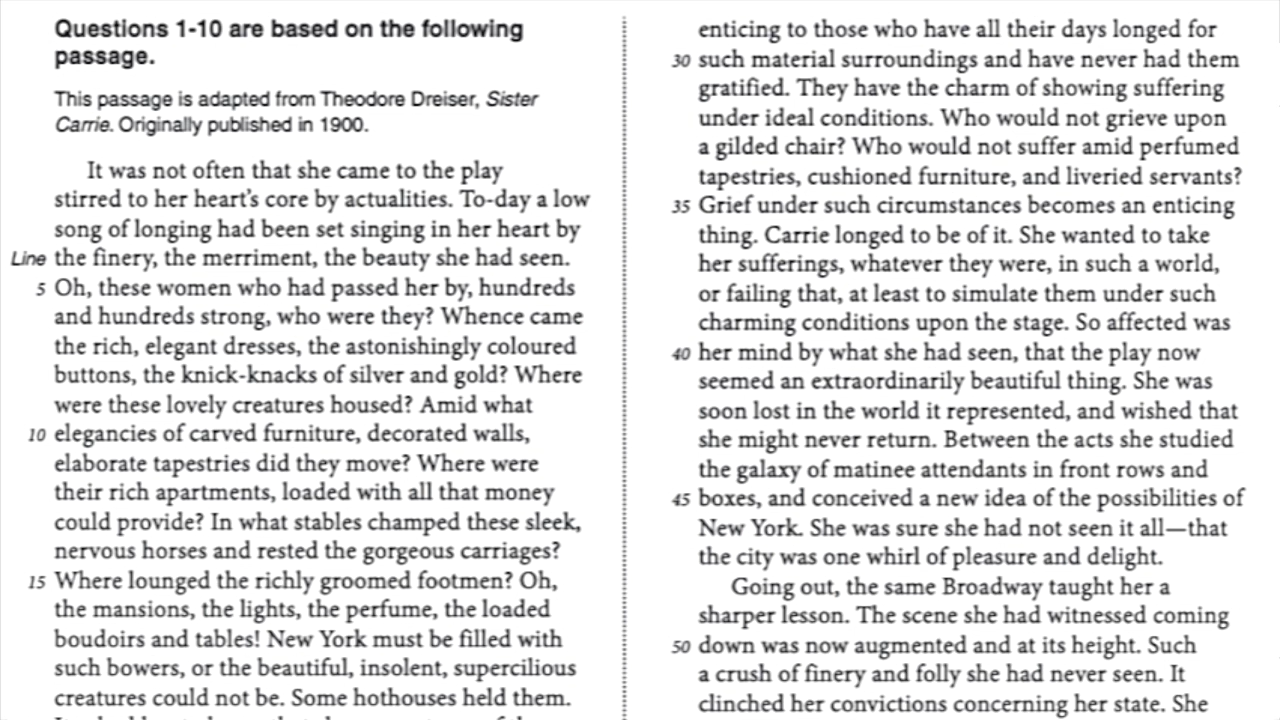 Questions 1-10 are based on the following
passage.
This passage is adapted from Theodore Dreiser, Sister
Carrie. Originally published in 1900.
It was not often that she came to the play
stirred to her heart's core by actualities. To-day a low
song of longing had been set singing in her heart by
Line the finery, the merriment, the beauty she had seen.
5 Oh, these women who had passed her by, hundreds
and hundreds strong, who were they? Whence came
the rich, elegant dresses, the astonishingly coloured
buttons, the knick-knacks of silver and gold? Where
were these lovely creatures housed? Amid what
10 elegancies of carved furniture, decorated walls,
elaborate tapestries did they move? Where were
their rich apartments, loaded with all that money
could provide? In what stables champed these sleek,
nervous horses and rested the gorgeous carriages?
15 Where lounged the richly groomed footmen? Oh,
the mansions, the lights, the perfume, the loaded
boudoirs and tables! New York must be filled with
such bowers, or the beautiful, insolent, supercilious
creatures could not be. Some hothouses held them.
enticing to those who have all their days longed for
30 such material surroundings and have never had them
gratified. They have the charm of showing suffering
under ideal conditions. Who would not grieve upon
a gilded chair? Who would not suffer amid perfumed
tapestries, cushioned furniture, and liveried servants?
35 Grief under such circumstances becomes an enticing
thing. Carrie longed to be of it. She wanted to take
her sufferings, whatever they were, in such a world,
or failing that, at least to simulate them under such
charming conditions upon the stage. So affected was
40 her mind by what she had seen, that the play now
seemed an extraordinarily beautiful thing. She was
soon lost in the world it represented, and wished that
she might never return. Between the acts she studied
the galaxy of matinee attendants in front rows and
45 boxes, and conceived a new idea of the possibilities of
New York. She was sure she had not seen it all—that
the city was one whirl of pleasure and delight.
Going out, the same Broadway taught her a
sharper lesson. The scene she had witnessed coming
50 down was now augmented and at its height. Such
a crush of finery and folly she had never seen. It
clinched her convictions concerning her state. She